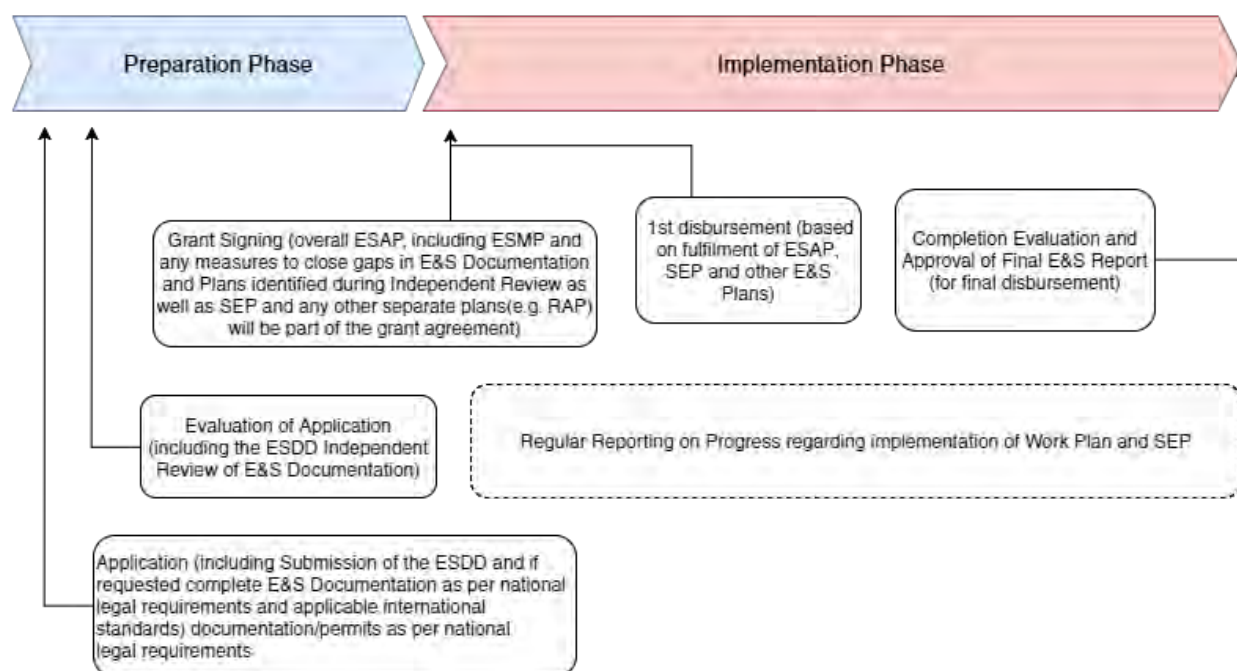 Preparation Phase
Implementation Phase
Grant Signing (overall ESAP, including ESMP and
any measures to close gaps in E&S Documentation
and Plans identified during Independent Review as
well as SEP and any other separate plans(e.g. RAP)
will be part of the grant agreement)
1st disbursement (based
on fulfilment of ESAP,
SEP and other E&S
Plans)
Completion Evaluation and
Approval of Final E&S Report
(for final disbursement)
Evaluation of Application
(including the ESDD Independent
Review of E&S Documentation)
Regular Reporting on Progress regarding implementation of Work Plan and SEP
Application (including Submission of the ESDD and if
requested complete E&S Documentation as per national
legal requirements and applicable international
standards) documentation/permits as per national
legal requirements